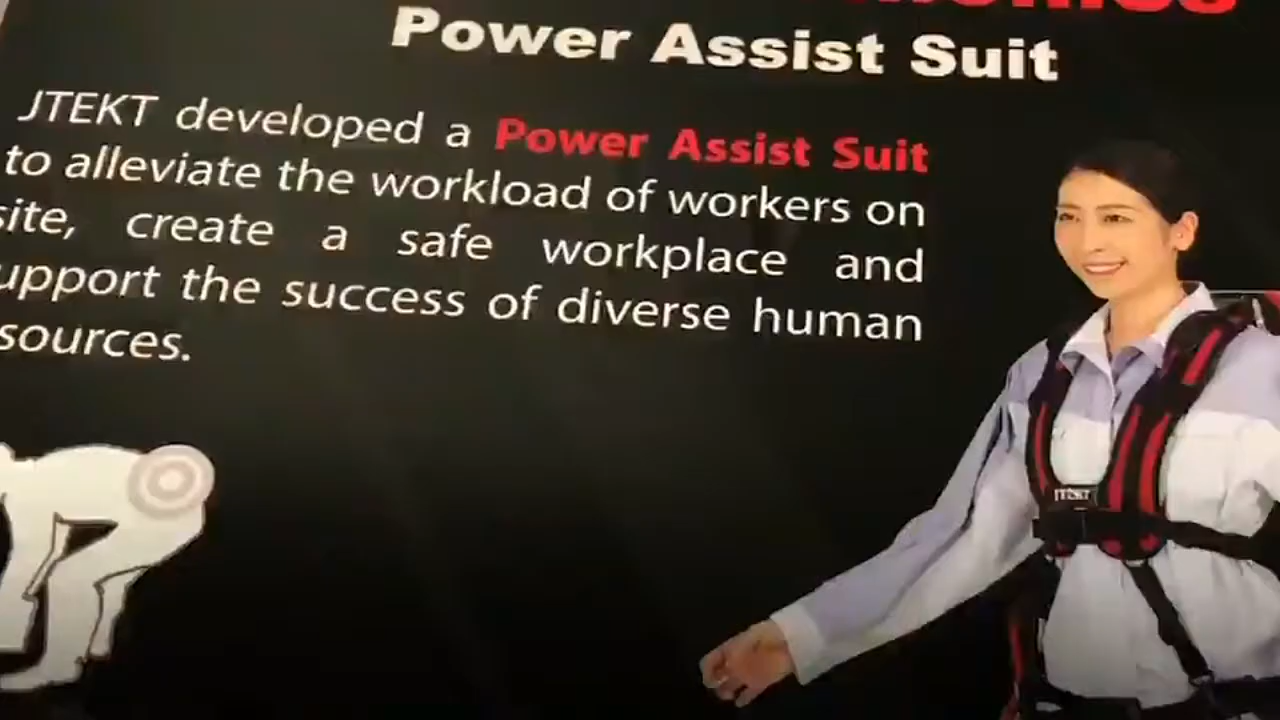 Power Assist Suit
JTEKT developed a Power Assist Suit
to alleviate the workload of workers on
site, create a safe workplace and
upport the success of diverse human
sources.
JTEKT